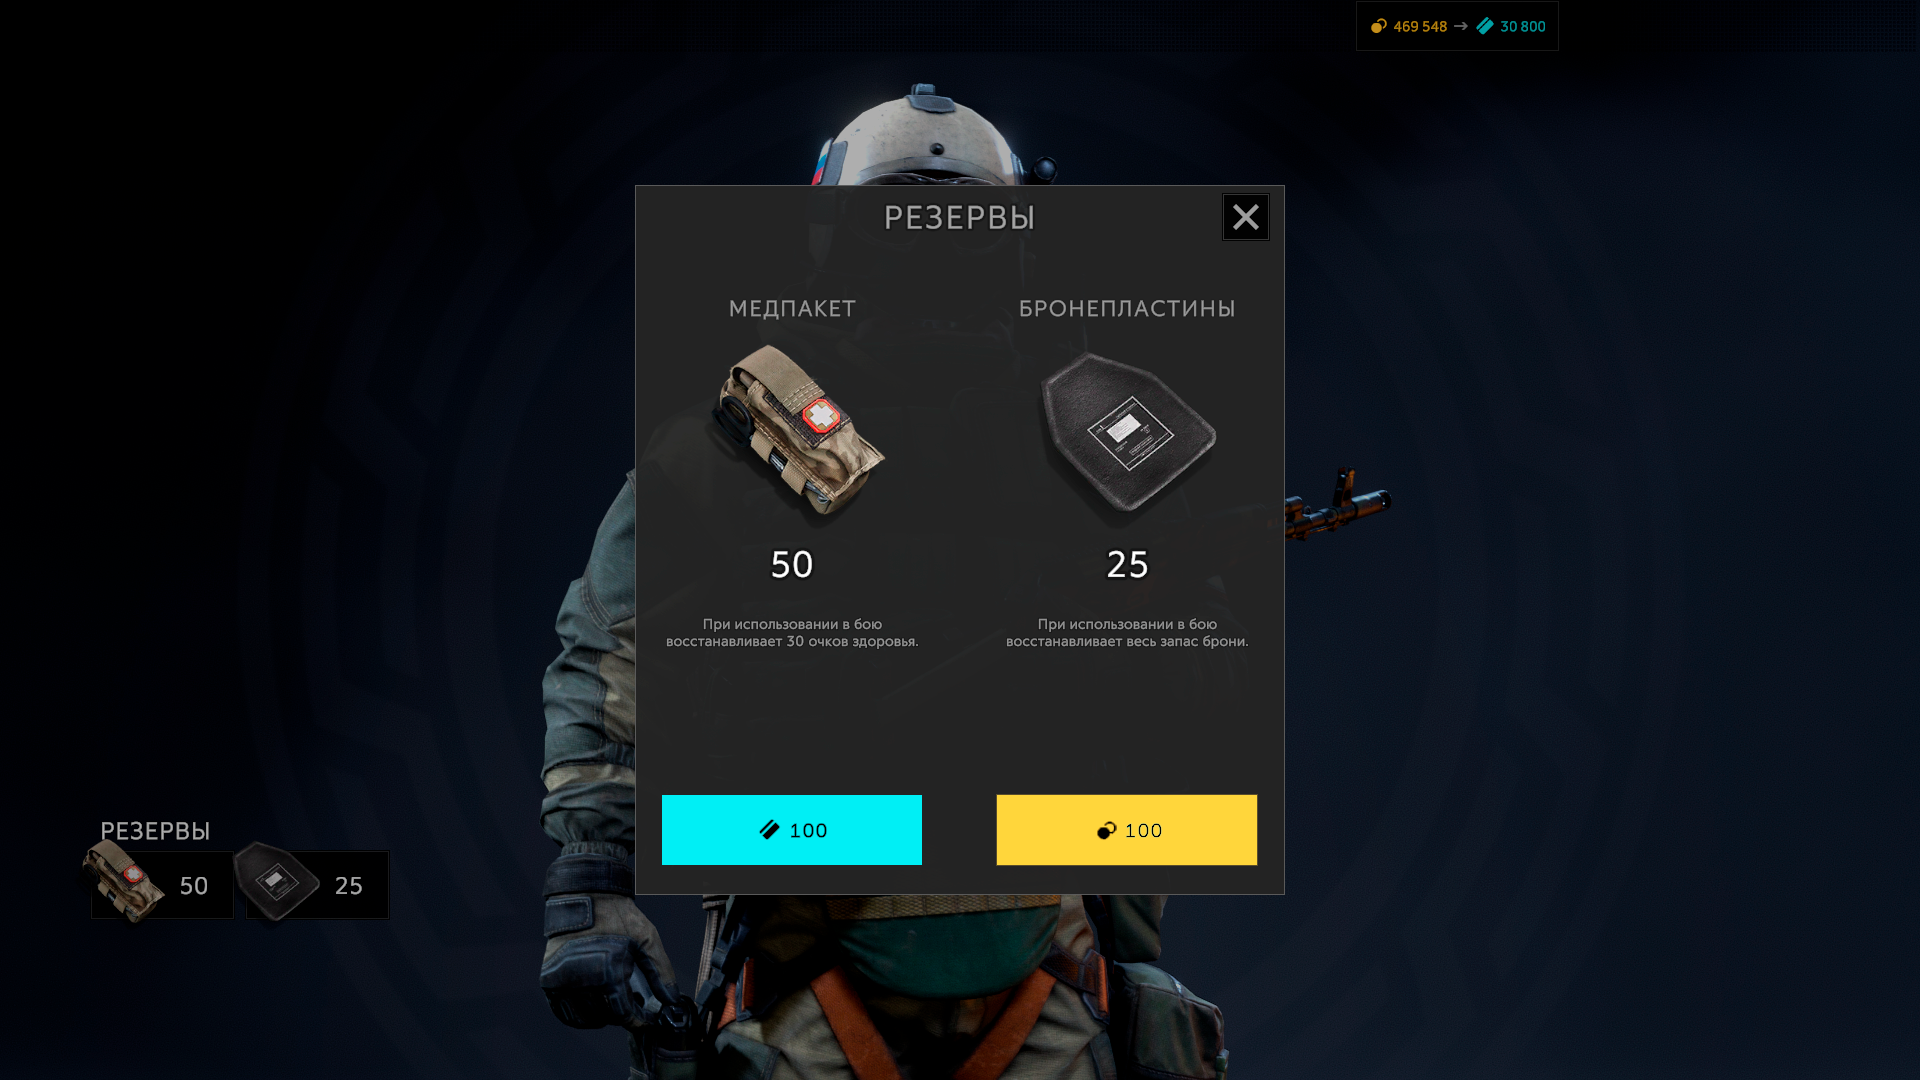 469 548 → 30 800
РЕЗЕРВЫ
МЕДПАКЕТ
БРОНЕПЛАСТИНЫ
50
25
При использовании в бою
восстанавливает 30 очков здоровья.
При использовании в бою
восстанавливает весь запас брони.
100
100
РЕЗЕРВЫ
50
25